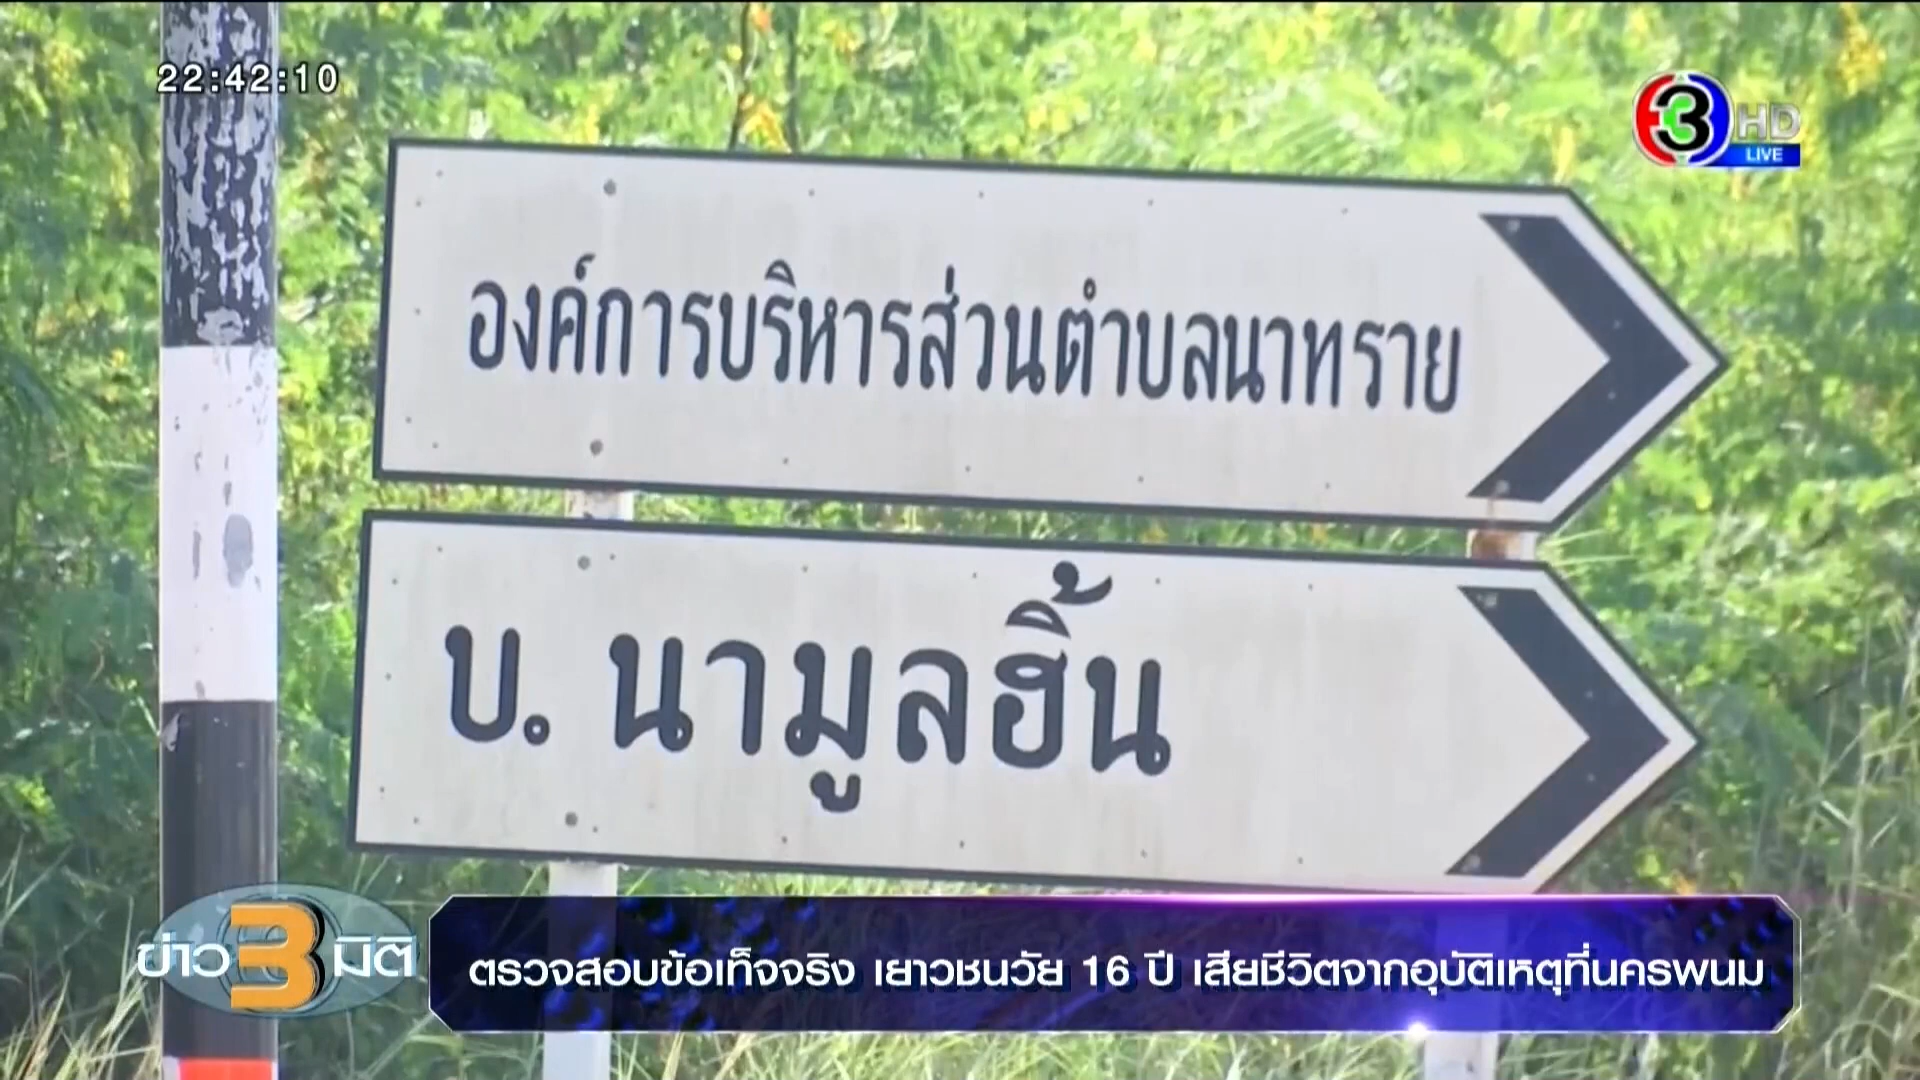 22:42:10
3 HD
LIVE
องค์การบริหารส่วนตำบลนาทราย
บ. นามูลฮิ้น
ข่าว 3 มิติ
ตรวจสอบข้อเท็จจริง เยาวชนวัย 16 ปี เสียชีวิตจากอุบัติเหตุที่นครพนม